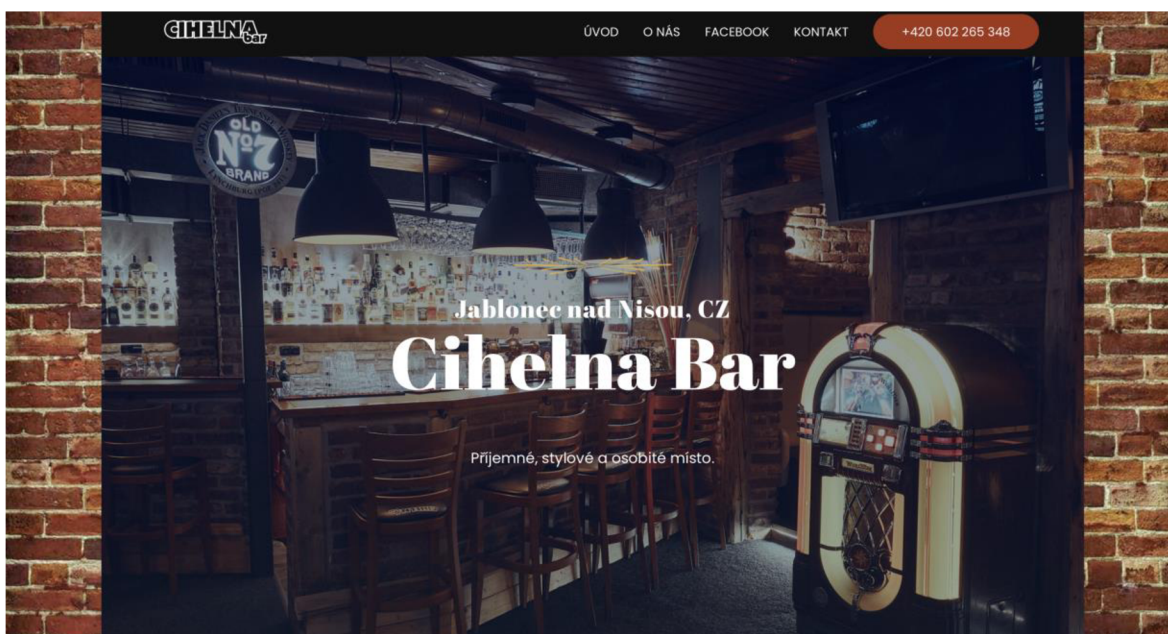 CIHELNA
bar
ÚVOD
O NÁS
FACEBOOK
KONTAKT
+420 602 265 348
OLD
Nº7
BRAND
Jablonec nad Nisou, CZ
Cihelna Bar
Příjemné, stylové a osobité místo.